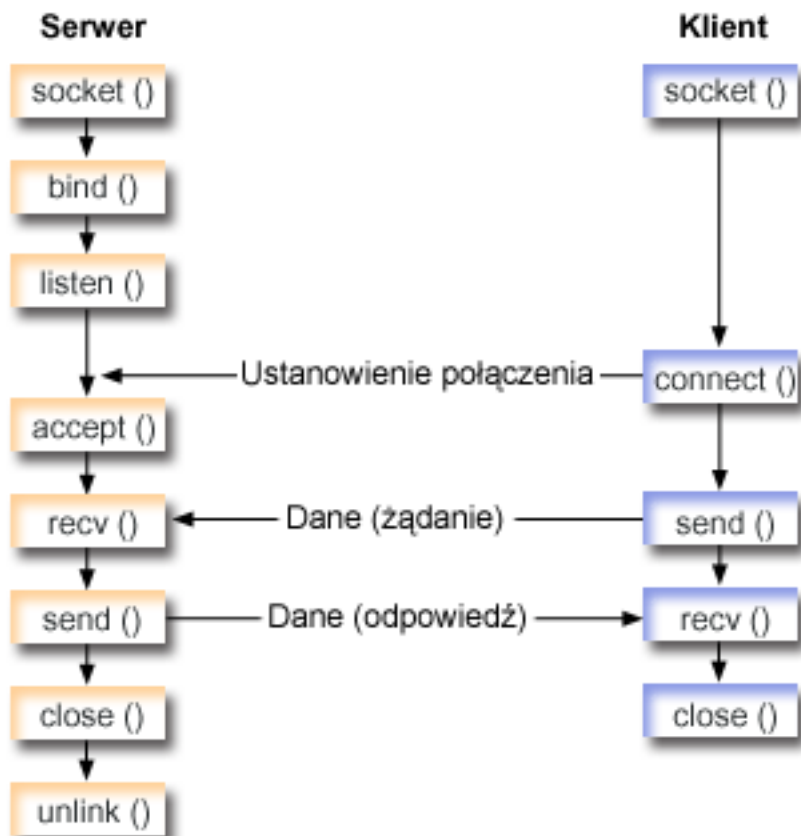 Serwer
Klient
socket ()
socket ()
bind ()
listen ()
Ustanowienie połączenia
connect ()
accept ()
recv ()
Dane (żądanie)
send ()
send ()
Dane (odpowiedź)
recv ()
close ()
close ()
unlink ()